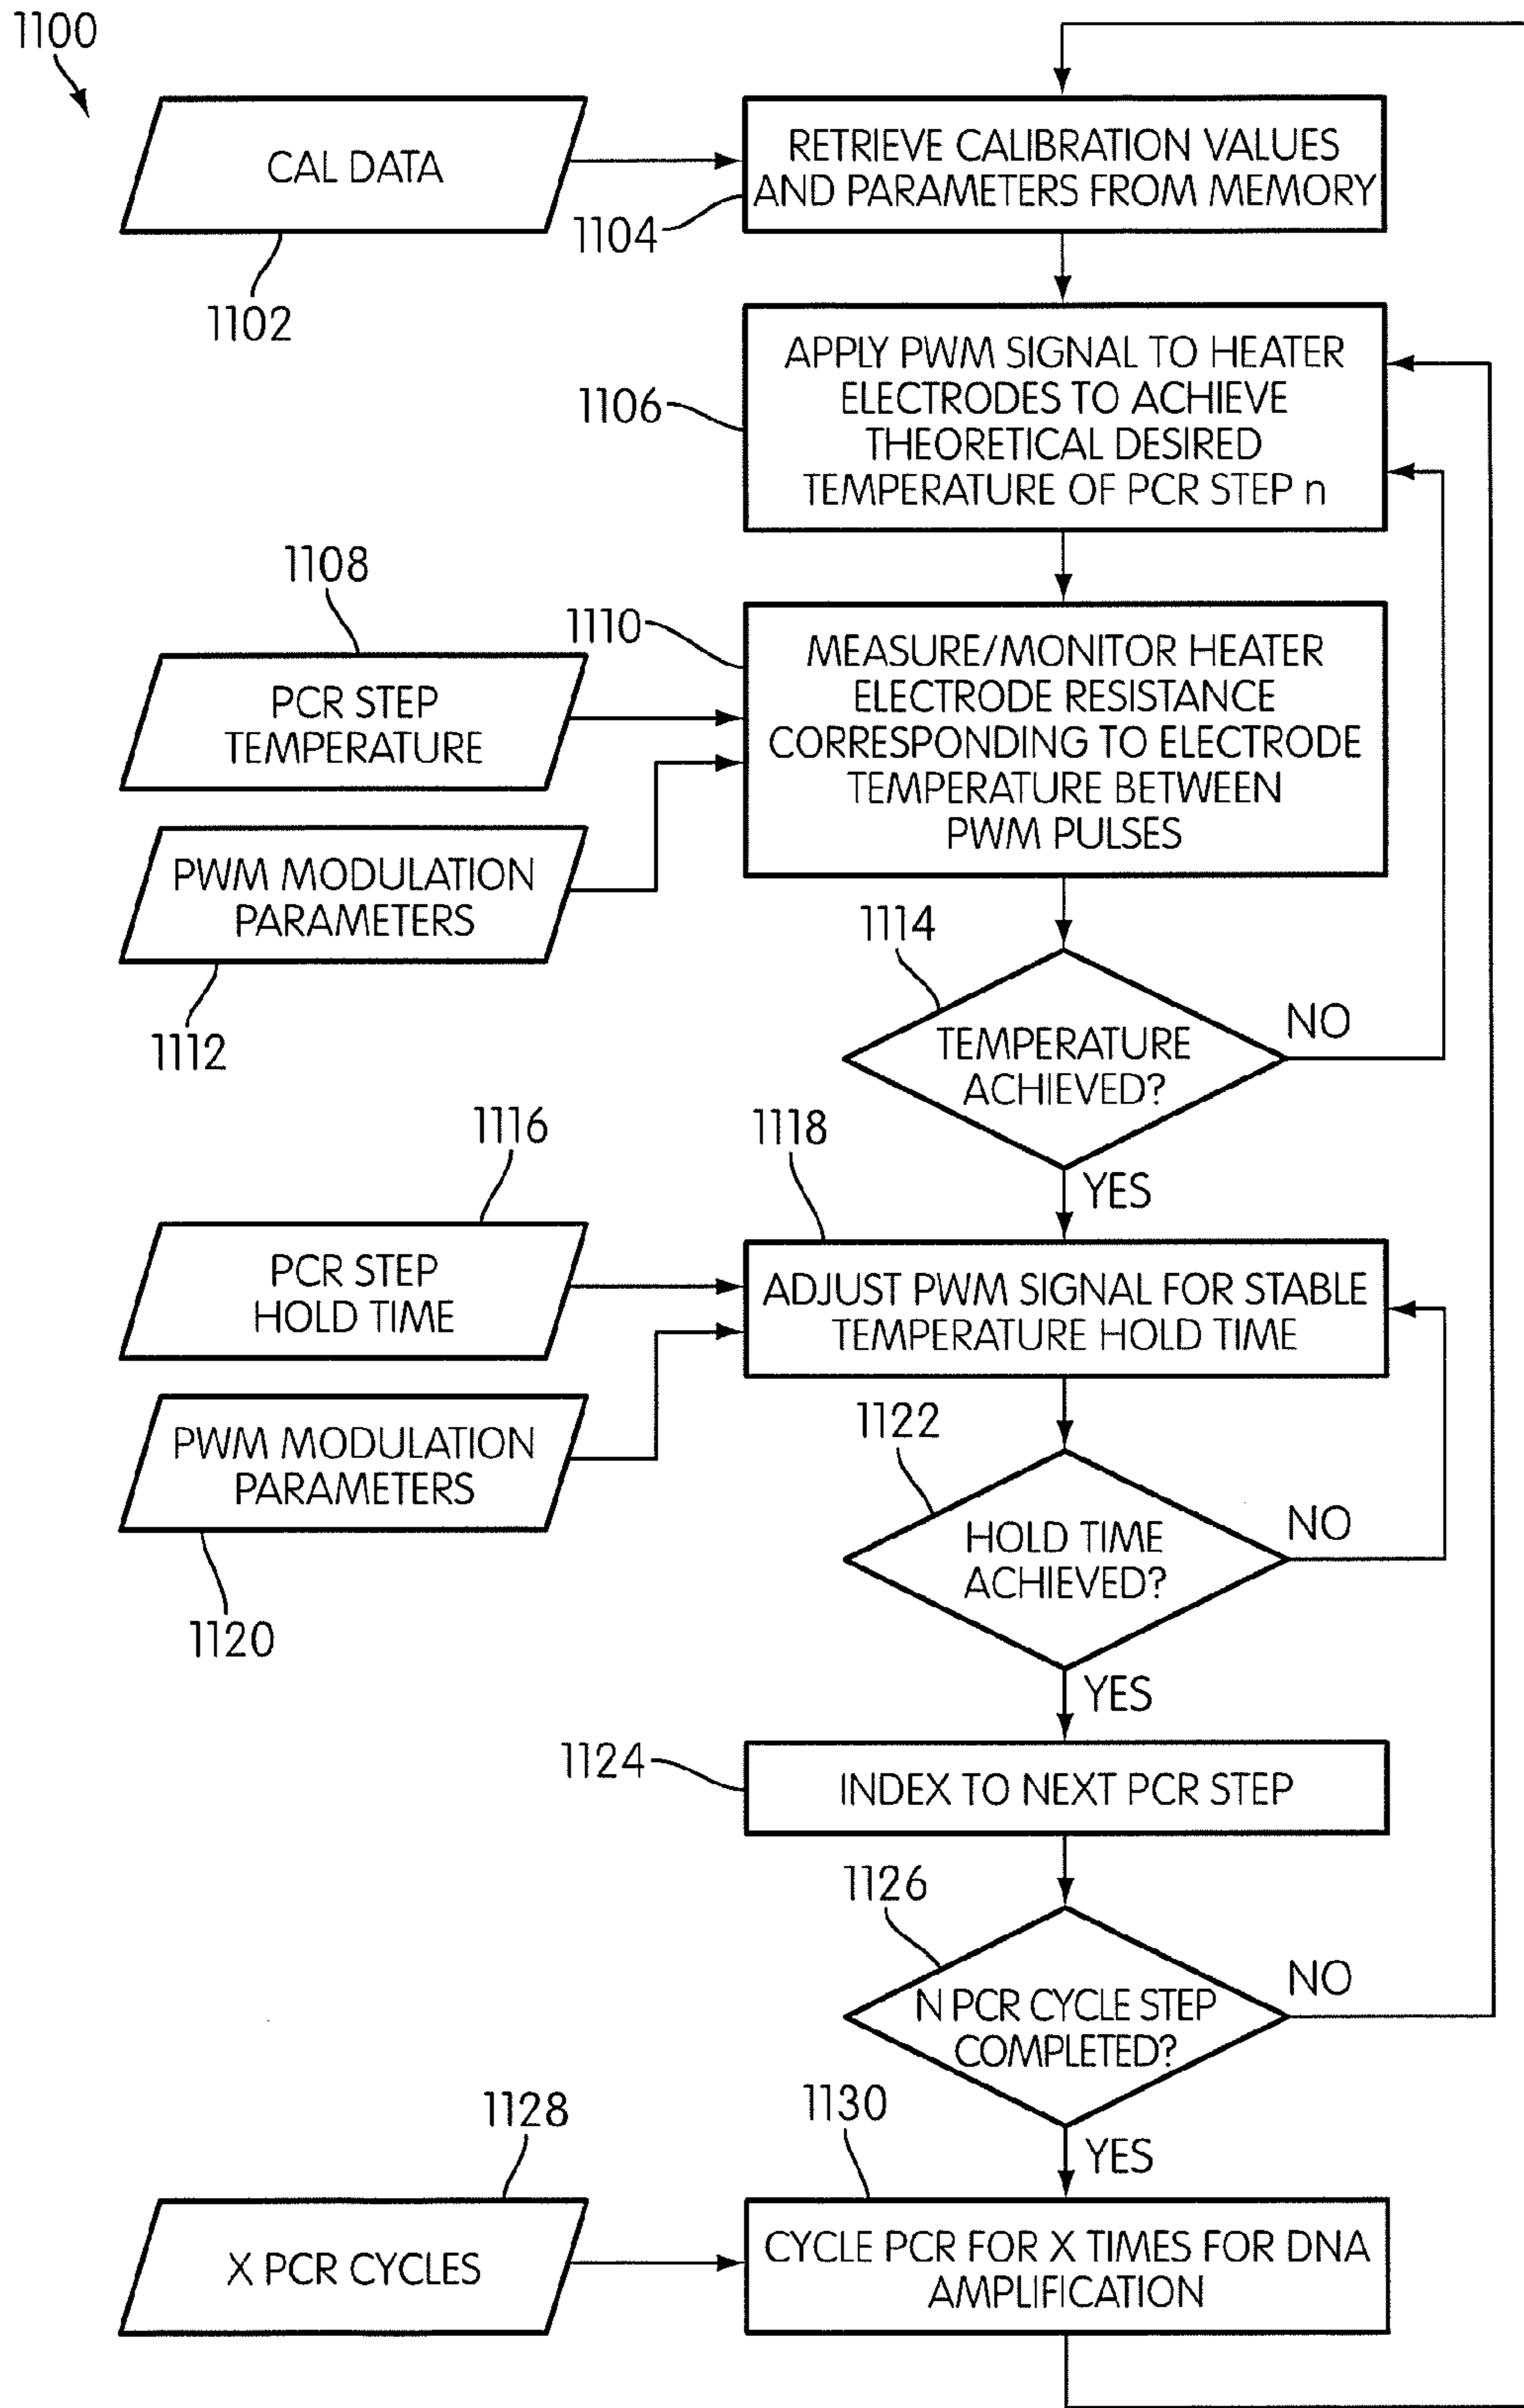 1100
CAL DATA
RETRIEVE CALIBRATION VALUES
AND PARAMETERS FROM MEMORY
1104
1102
APPLY PWM SIGNAL TO HEATER
ELECTRODES TO ACHIEVE
THEORETICAL DESIRED
TEMPERATURE OF PCR STEP n
1106
1108
1110
PCR STEP
TEMPERATURE
MEASURE/MONITOR HEATER
ELECTRODE RESISTANCE
CORRESPONDING TO ELECTRODE
TEMPERATURE BETWEEN
PWM PULSES
PWM MODULATION
PARAMETERS
1112
1114
TEMPERATURE
ACHIEVED?
NO
YES
1116
1118
PCR STEP
HOLD TIME
ADJUST PWM SIGNAL FOR STABLE
TEMPERATURE HOLD TIME
PWM MODULATION
PARAMETERS
1120
1122
HOLD TIME
ACHIEVED?
NO
YES
1124
INDEX TO NEXT PCR STEP
1126
N PCR CYCLE STEP
COMPLETED?
NO
YES
1128
1130
X PCR CYCLES
CYCLE PCR FOR X TIMES FOR DNA
AMPLIFICATION